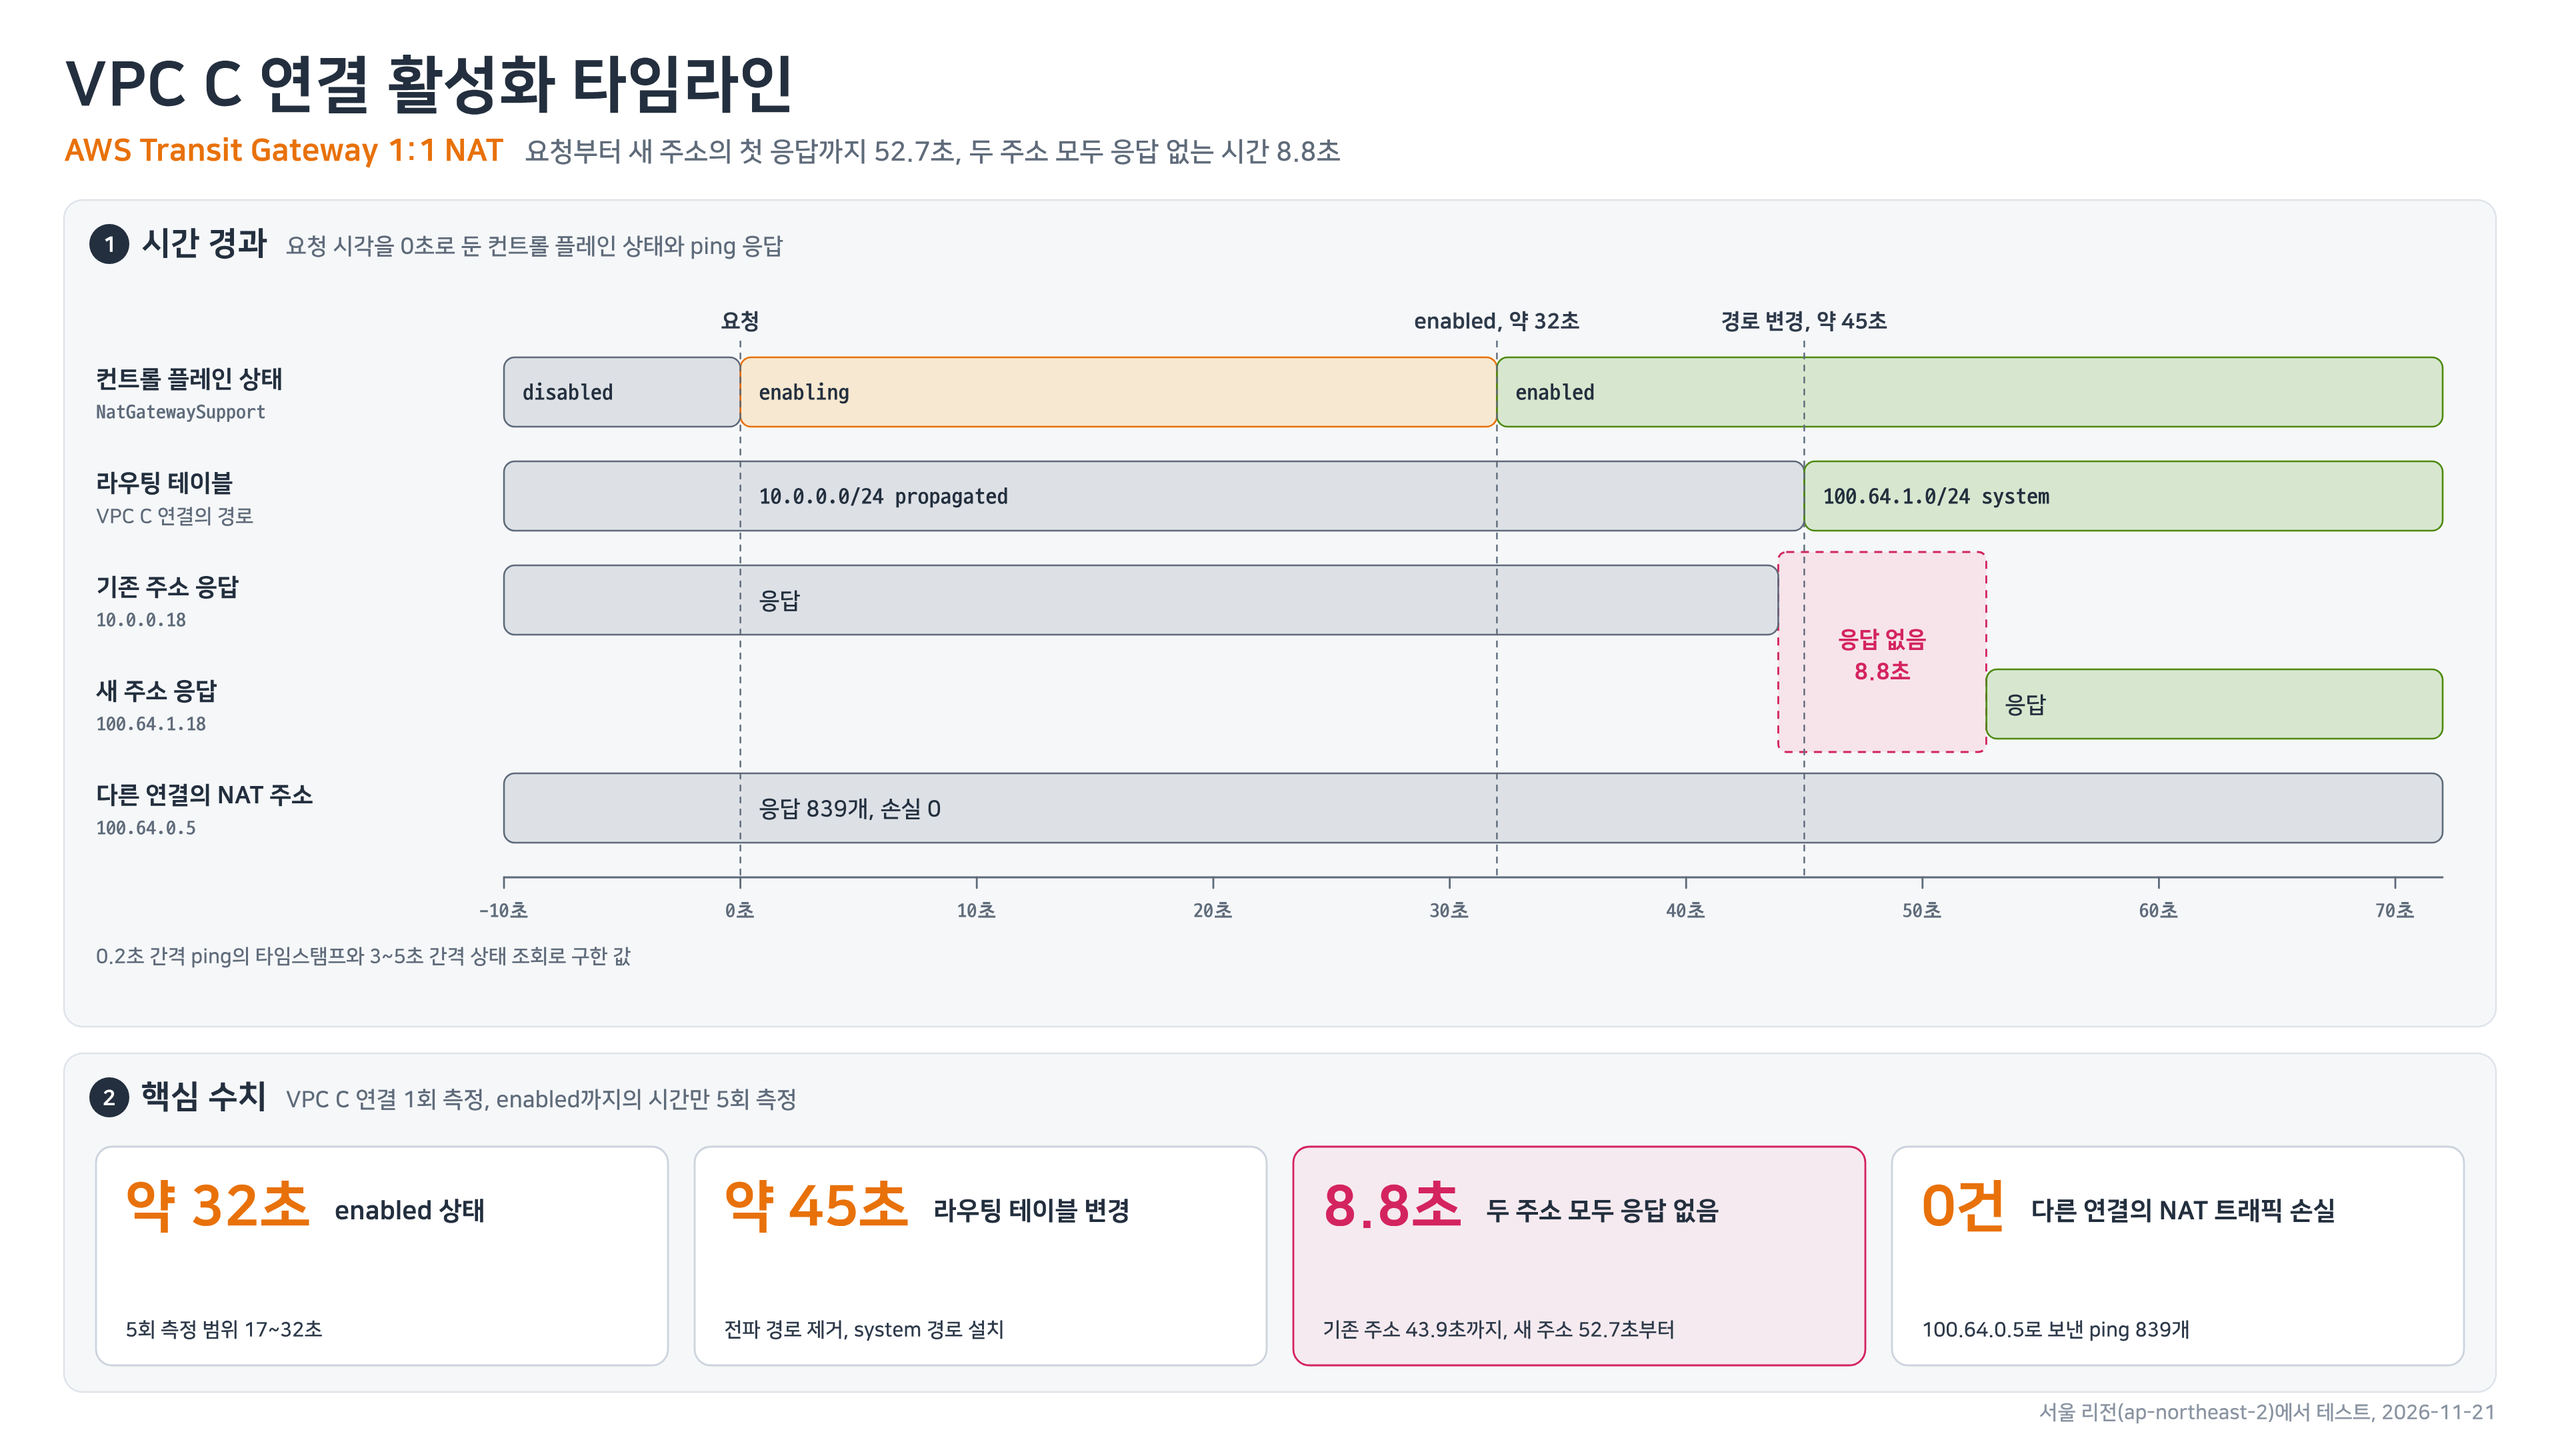 VPC C 연결 활성화 타임라인
AWS Transit Gateway 1:1 NAT 요청부터 새 주소의 첫 응답까지 52.7초, 두 주소 모두 응답 없는 시간 8.8초
1 시간 경과 요청 시각을 0초로 둔 컨트롤 플레인 상태와 ping 응답
요청 enabled, 약 32초 경로 변경, 약 45초
컨트롤 플레인 상태
NatGatewaySupport
disabled enabling enabled
라우팅 테이블
VPC C 연결의 경로
10.0.0.0/24 propagated 100.64.1.0/24 system
기존 주소 응답
10.0.0.18
응답
응답 없음
8.8초
새 주소 응답
100.64.1.18
응답
다른 연결의 NAT 주소
100.64.0.5
응답 839개, 손실 0
-10초 0초 10초 20초 30초 40초 50초 60초 70초
0.2초 간격 ping의 타임스탬프와 3~5초 간격 상태 조회로 구한 값
2 핵심 수치 VPC C 연결 1회 측정, enabled까지의 시간만 5회 측정
약 32초 enabled 상태
5회 측정 범위 17~32초
약 45초 라우팅 테이블 변경
전파 경로 제거, system 경로 설치
8.8초 두 주소 모두 응답 없음
기존 주소 43.9초까지, 새 주소 52.7초부터
0건 다른 연결의 NAT 트래픽 손실
100.64.0.5로 보낸 ping 839개
서울 리전(ap-northeast-2)에서 테스트, 2026-11-21